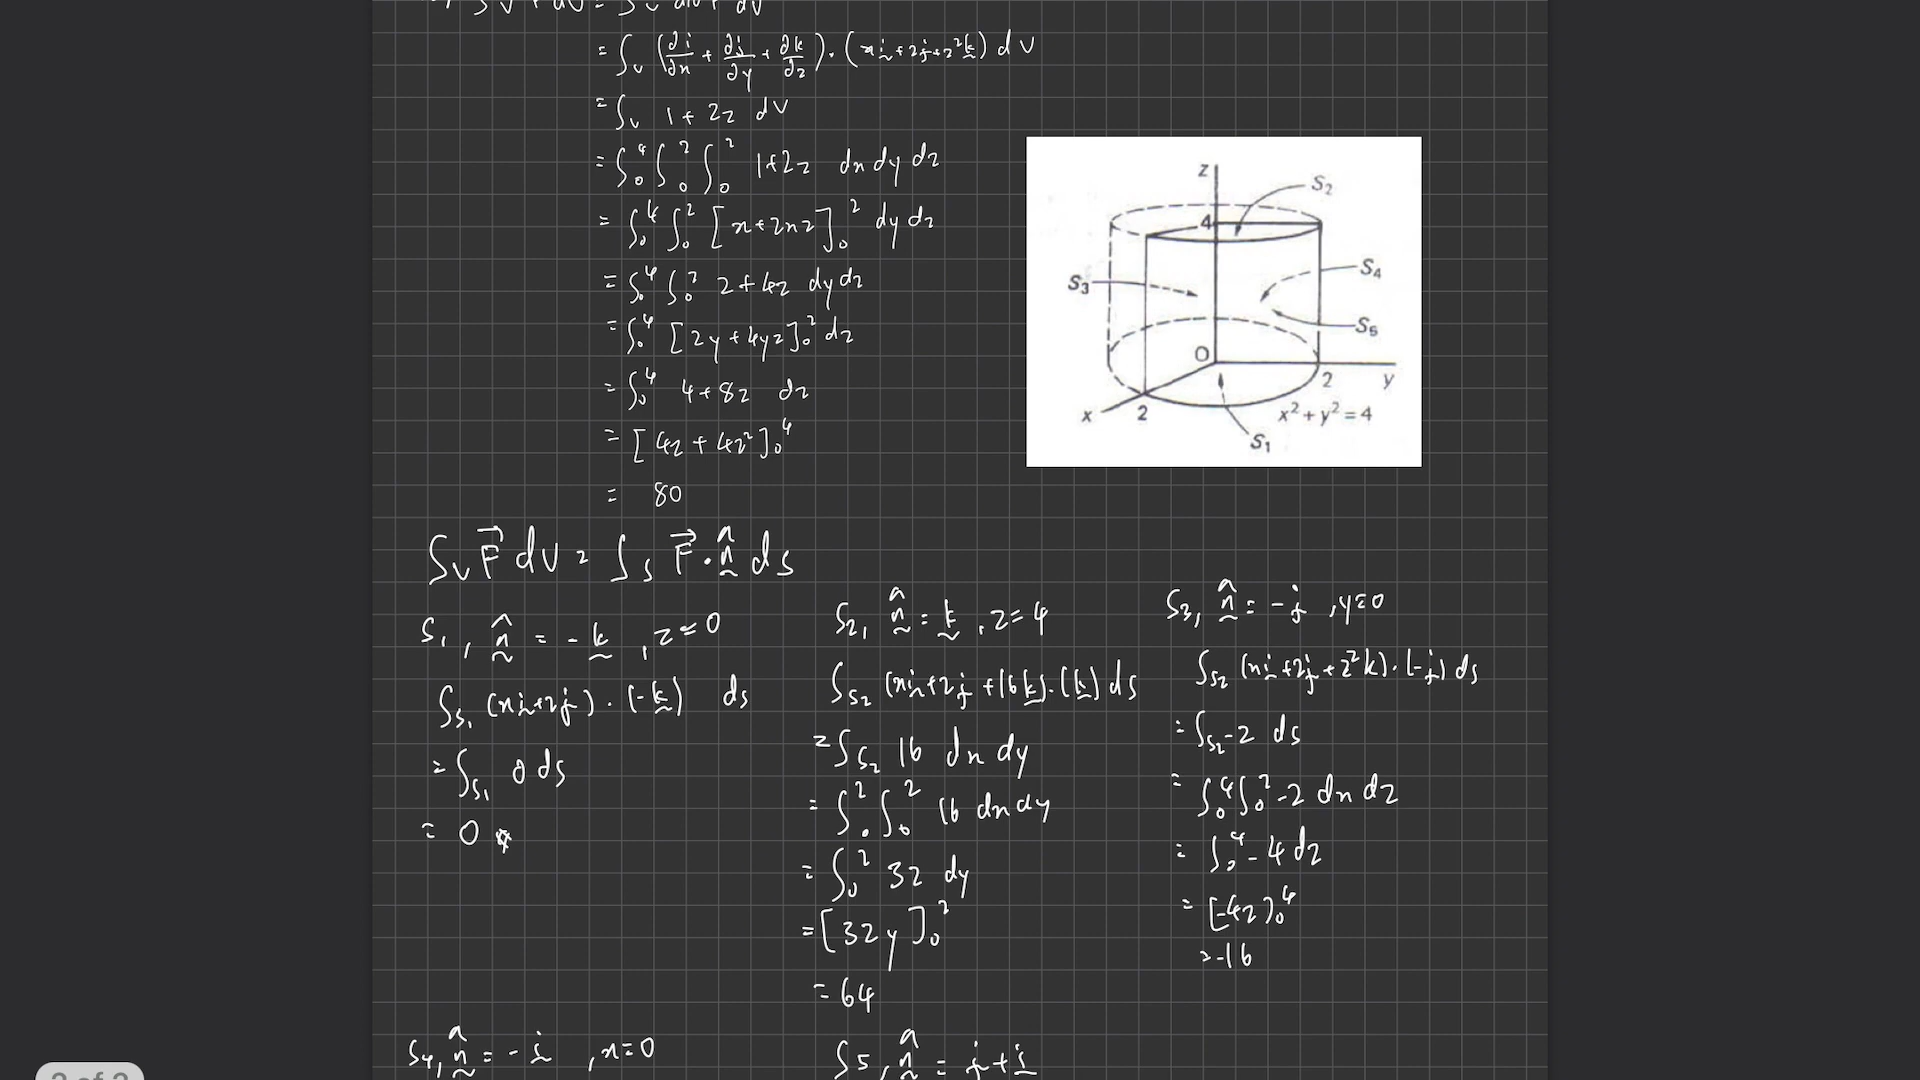 = ∫v (∂i/∂x + ∂j/∂y + ∂k/∂z) · (xi + 2j + z²k) dv
= ∫v 1 + 2z dv
= ∫₀⁴ ∫₀² ∫₀² 1+2z dx dy dz
= ∫₀⁴ ∫₀² [x + 2xz]₀² dy dz
= ∫₀⁴ ∫₀² 2 + 4z dy dz
= ∫₀⁴ [2y + 4yz]₀² dz
= ∫₀⁴ 4 + 8z dz
= [4z + 4z²]₀⁴
= 80
z
S2
4
S3
S4
S5
O
2
y
x
2
x² + y² = 4
S1
∫v F dv = ∫s F · n̂ ds
S1, n̂ = -k, z=0
∫s₁ (xi+2j) · (-k) ds
= ∫s₁ 0 ds
= 0
S2, n̂ = k, z=4
∫s₂ (xi+2j+16k)·(k) ds
= ∫s₂ 16 dx dy
= ∫₀² ∫₀² 16 dx dy
= ∫₀² 32 dy
= [32y]₀²
= 64
S3, n̂ = -j, y=0
∫s₂ (xi+2j+z²k)·(-j) ds
= ∫s₂ -2 ds
= ∫₀⁴ ∫₀² -2 dx dz
= ∫₀⁴ -4 dz
= [-4z]₀⁴
= -16
S4, n̂ = -i, x=0
S5, n̂ = j+i